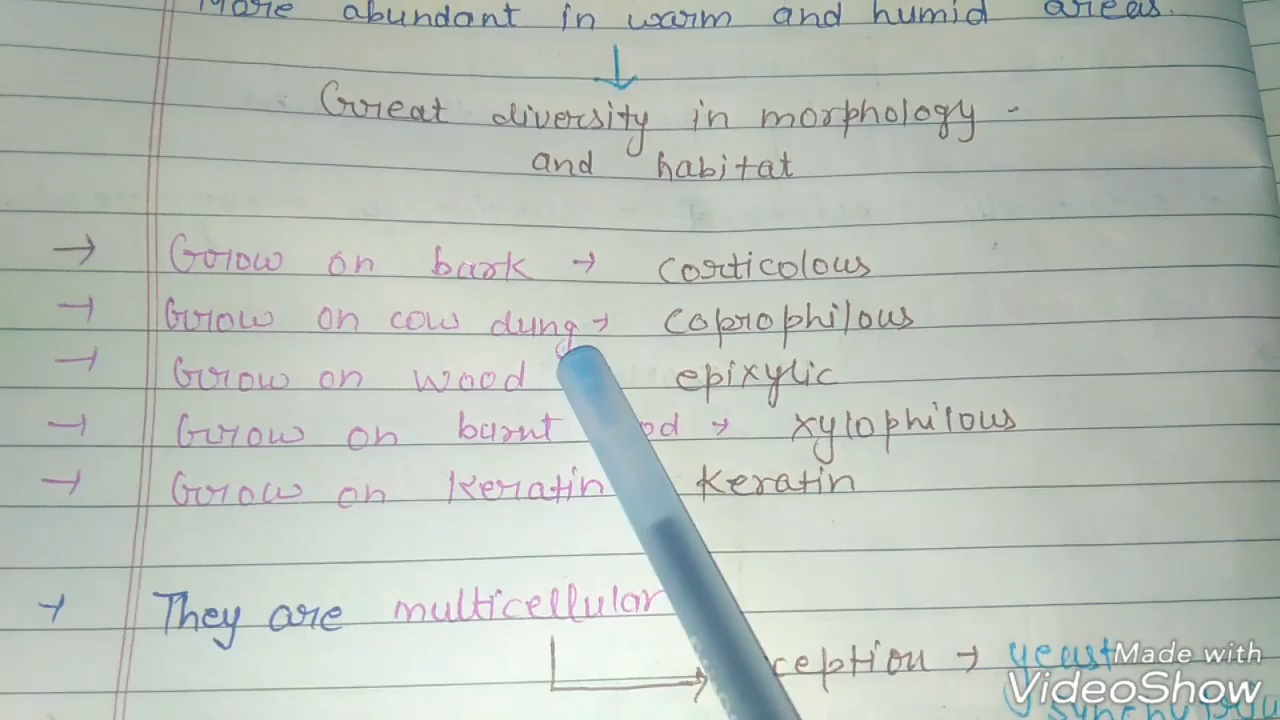 More abundant in warm and humid areas.
↓
Great diversity in morphology -
and habitat
→ Grow on bark → corticolous
→ Grow on cow dung → coprophilous
→ Grow on wood epixylic
→ Grow on burnt → xylophilous
→ Grow on keratin keratin
→ They are multicellular
→ yeast
Made with
VideoShow